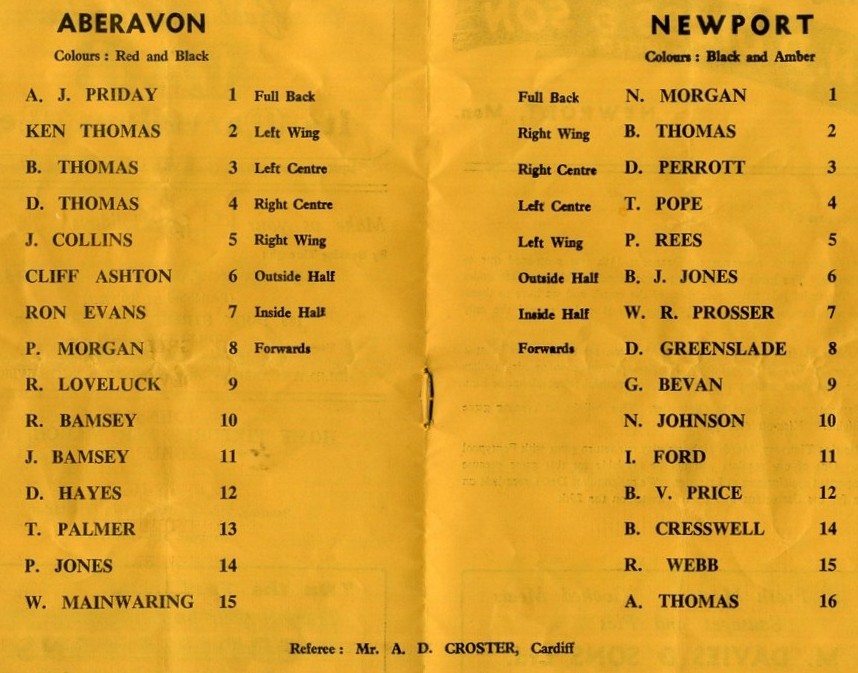 ABERAVON
Colours : Red and Black
A. J. PRIDAY 1 Full Back
KEN THOMAS 2 Left Wing
B. THOMAS 3 Left Centre
D. THOMAS 4 Right Centre
J. COLLINS 5 Right Wing
CLIFF ASHTON 6 Outside Half
RON EVANS 7 Inside Half
P. MORGAN 8 Forwards
R. LOVELUCK 9
R. BAMSEY 10
J. BAMSEY 11
D. HAYES 12
T. PALMER 13
P. JONES 14
W. MAINWARING 15
NEWPORT
Colours : Black and Amber
Full Back N. MORGAN 1
Right Wing B. THOMAS 2
Right Centre D. PERROTT 3
Left Centre T. POPE 4
Left Wing P. REES 5
Outside Half B. J. JONES 6
Inside Half W. R. PROSSER 7
Forwards D. GREENSLADE 8
G. BEVAN 9
N. JOHNSON 10
I. FORD 11
B. V. PRICE 12
B. CRESSWELL 14
R. WEBB 15
A. THOMAS 16
Referee : Mr. A. D. CROSTER, Cardiff